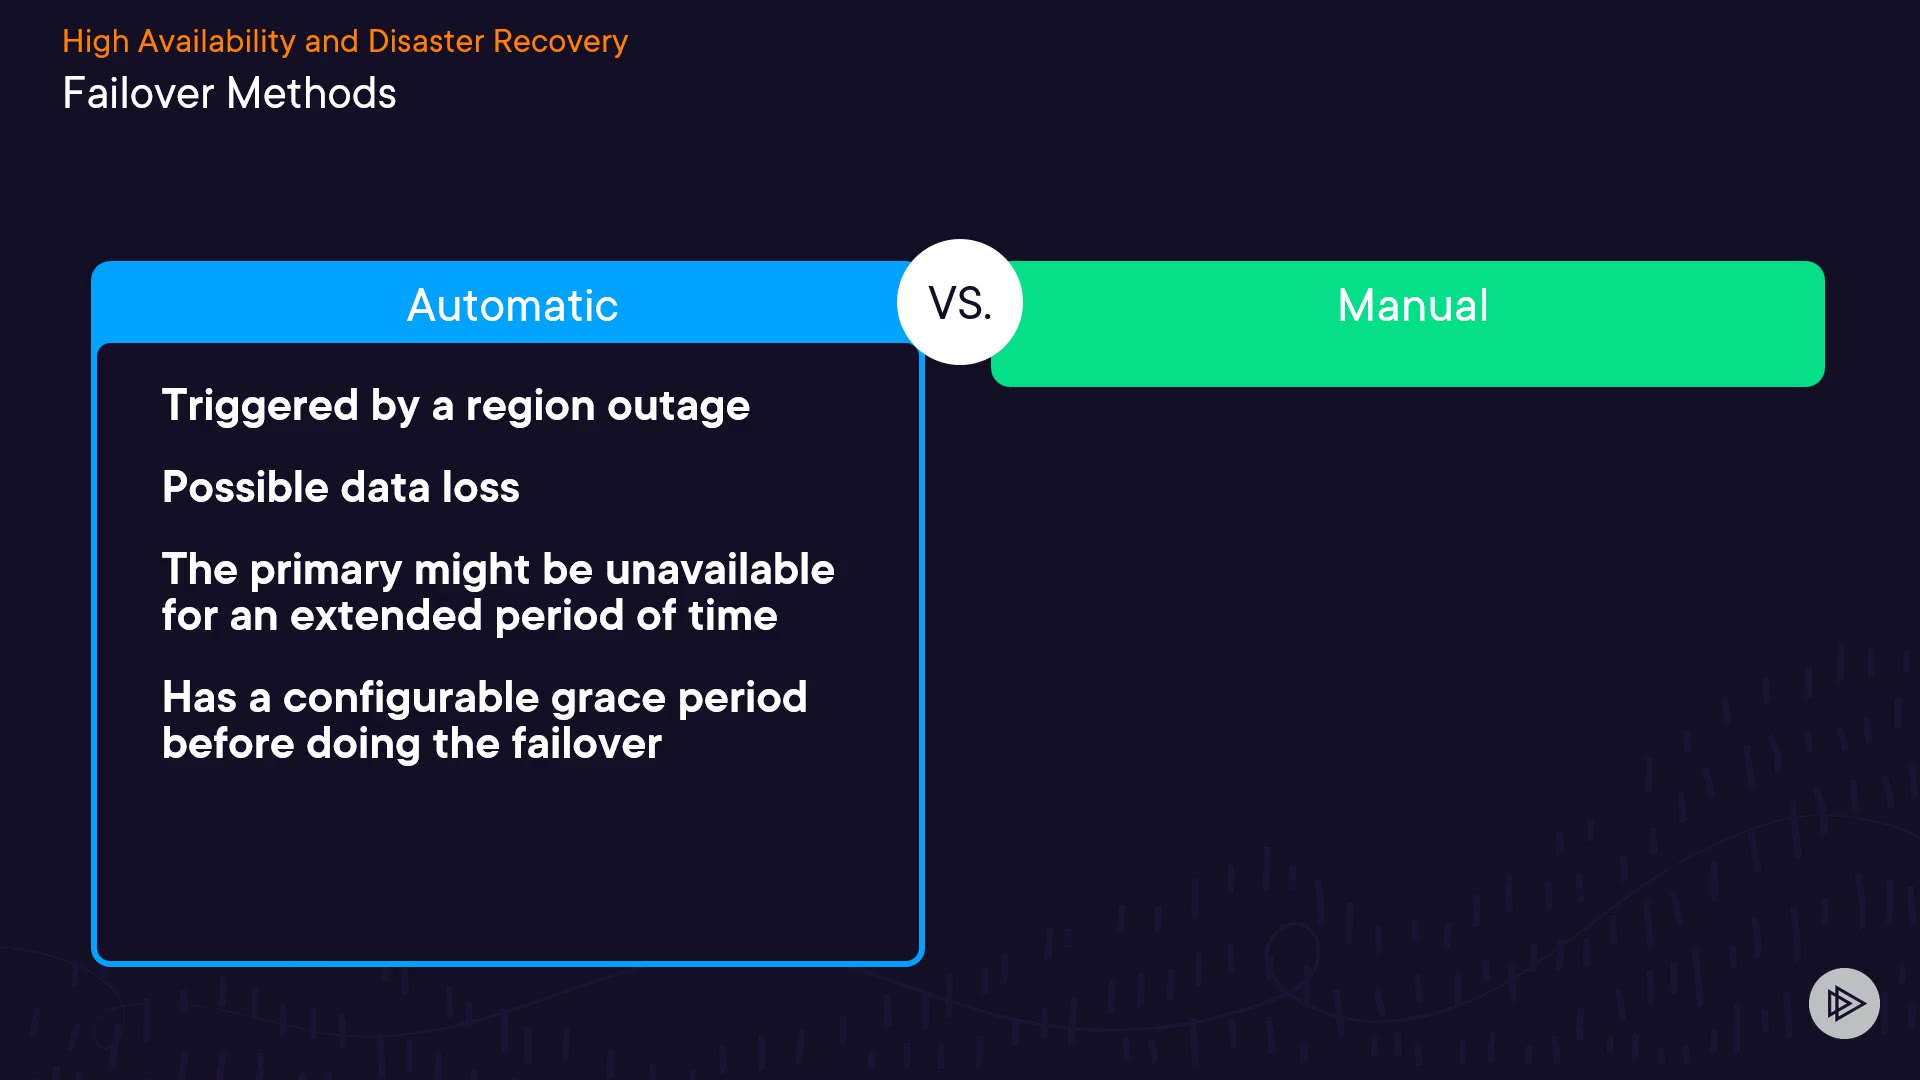 High Availability and Disaster Recovery
Failover Methods
Automatic
VS.
Manual
Triggered by a region outage
Possible data loss
The primary might be unavailable
for an extended period of time
Has a configurable grace period
before doing the failover